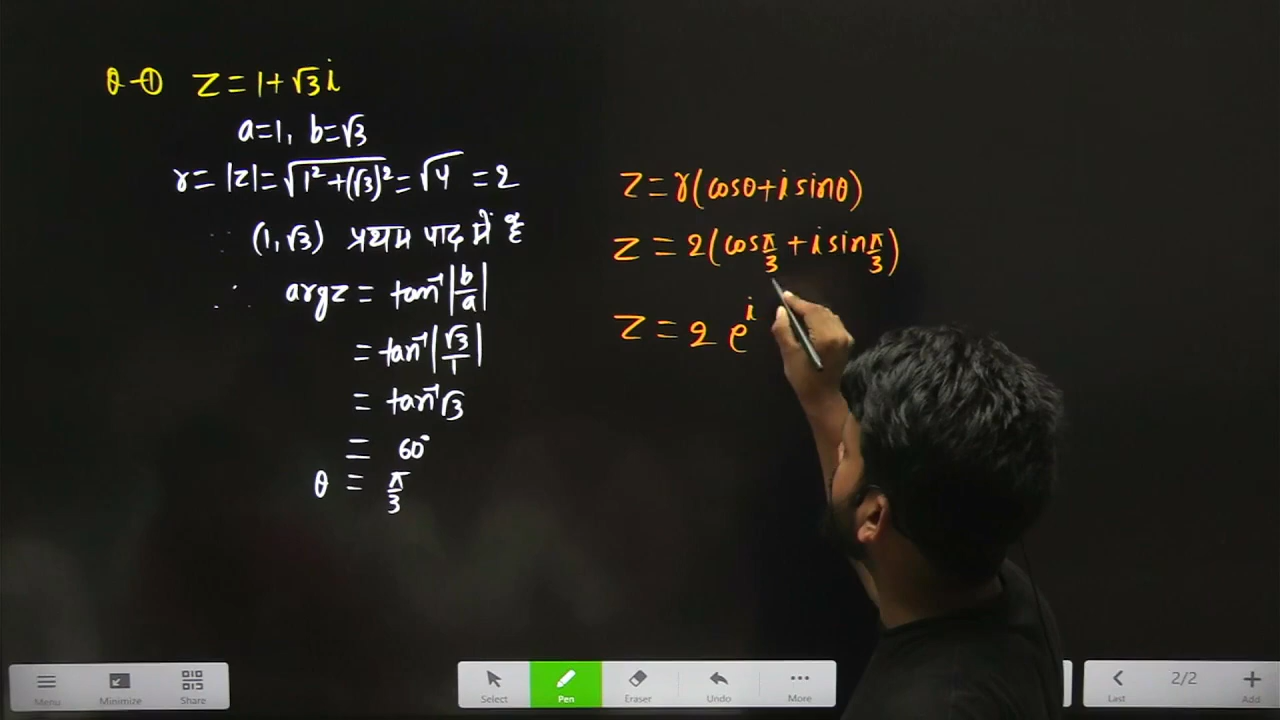 Q-① Z = 1 + √3 i
a=1, b=√3
r = |z| = √(1² + (√3)²) = √4 = 2
∵ (1, √3) प्रथम पाद में है
∴ arg z = tan⁻¹ |b/a|
= tan⁻¹ |√3/1|
= tan⁻¹ √3
= 60°
θ = π/3
Z = r(cosθ + i sinθ)
Z = 2(cos π/3 + i sin π/3)
Z = 2 e^i
Menu Minimize Share Select Pen Eraser Undo More Last 2/2 Add